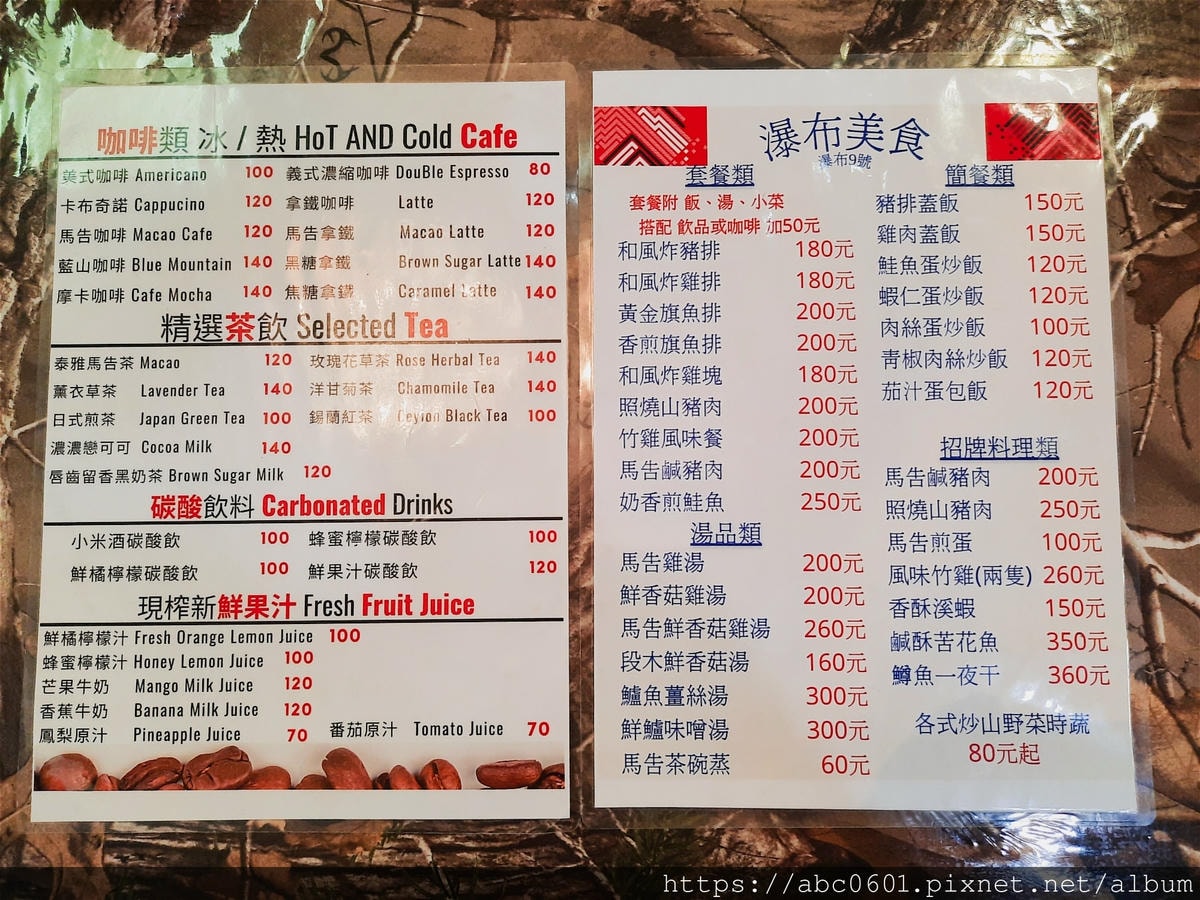 咖啡類 冰 / 熱 HoT AND Cold Cafe
美式咖啡 Americano 100 義式濃縮咖啡 DouBle Espresso 80
卡布奇諾 Cappucino 120 拿鐵咖啡 Latte 120
馬告咖啡 Macao Cafe 120 馬告拿鐵 Macao Latte 120
藍山咖啡 Blue Mountain 140 黑糖拿鐵 Brown Sugar Latte 140
摩卡咖啡 Cafe Mocha 140 焦糖拿鐵 Caramel Latte 140
精選茶飲 Selected Tea
泰雅馬告茶 Macao 120 玫瑰花草茶 Rose Herbal Tea 140
薰衣草茶 Lavender Tea 140 洋甘菊茶 Chamomile Tea 140
日式煎茶 Japan Green Tea 100 錫蘭紅茶 Ceylon Black Tea 100
濃濃戀可可 Cocoa Milk 140
唇齒留香黑奶茶 Brown Sugar Milk 120
碳酸飲料 Carbonated Drinks
小米酒碳酸飲 100 蜂蜜檸檬碳酸飲 100
鮮橘檸檬碳酸飲 100 鮮果汁碳酸飲 120
現榨新鮮果汁 Fresh Fruit Juice
鮮橘檸檬汁 Fresh Orange Lemon Juice 100
蜂蜜檸檬汁 Honey Lemon Juice 100
芒果牛奶 Mango Milk Juice 120
香蕉牛奶 Banana Milk Juice 120
鳳梨原汁 Pineapple Juice 70 番茄原汁 Tomato Juice 70
瀑布美食
瀑布9號
套餐類
套餐附 飯、湯、小菜
搭配 飲品或咖啡 加50元
和風炸豬排 180元
和風炸雞排 180元
黃金旗魚排 200元
香煎旗魚排 200元
和風炸雞塊 180元
照燒山豬肉 200元
竹雞風味餐 200元
馬告鹹豬肉 200元
奶香煎鮭魚 250元
湯品類
馬告雞湯 200元
鮮香菇雞湯 200元
馬告鮮香菇雞湯 260元
段木鮮香菇湯 160元
鱸魚薑絲湯 300元
鮮鱸味噌湯 300元
馬告茶碗蒸 60元
簡餐類
豬排蓋飯 150元
雞肉蓋飯 150元
鮭魚蛋炒飯 120元
蝦仁蛋炒飯 120元
肉絲蛋炒飯 100元
青椒肉絲炒飯 120元
茄汁蛋包飯 120元
招牌料理類
馬告鹹豬肉 200元
照燒山豬肉 250元
馬告煎蛋 100元
風味竹雞(兩隻) 260元
香酥溪蝦 150元
鹹酥苦花魚 350元
鱒魚一夜干 360元
各式炒山野菜時蔬
80元起
https://abc0601.pixnet.net/album